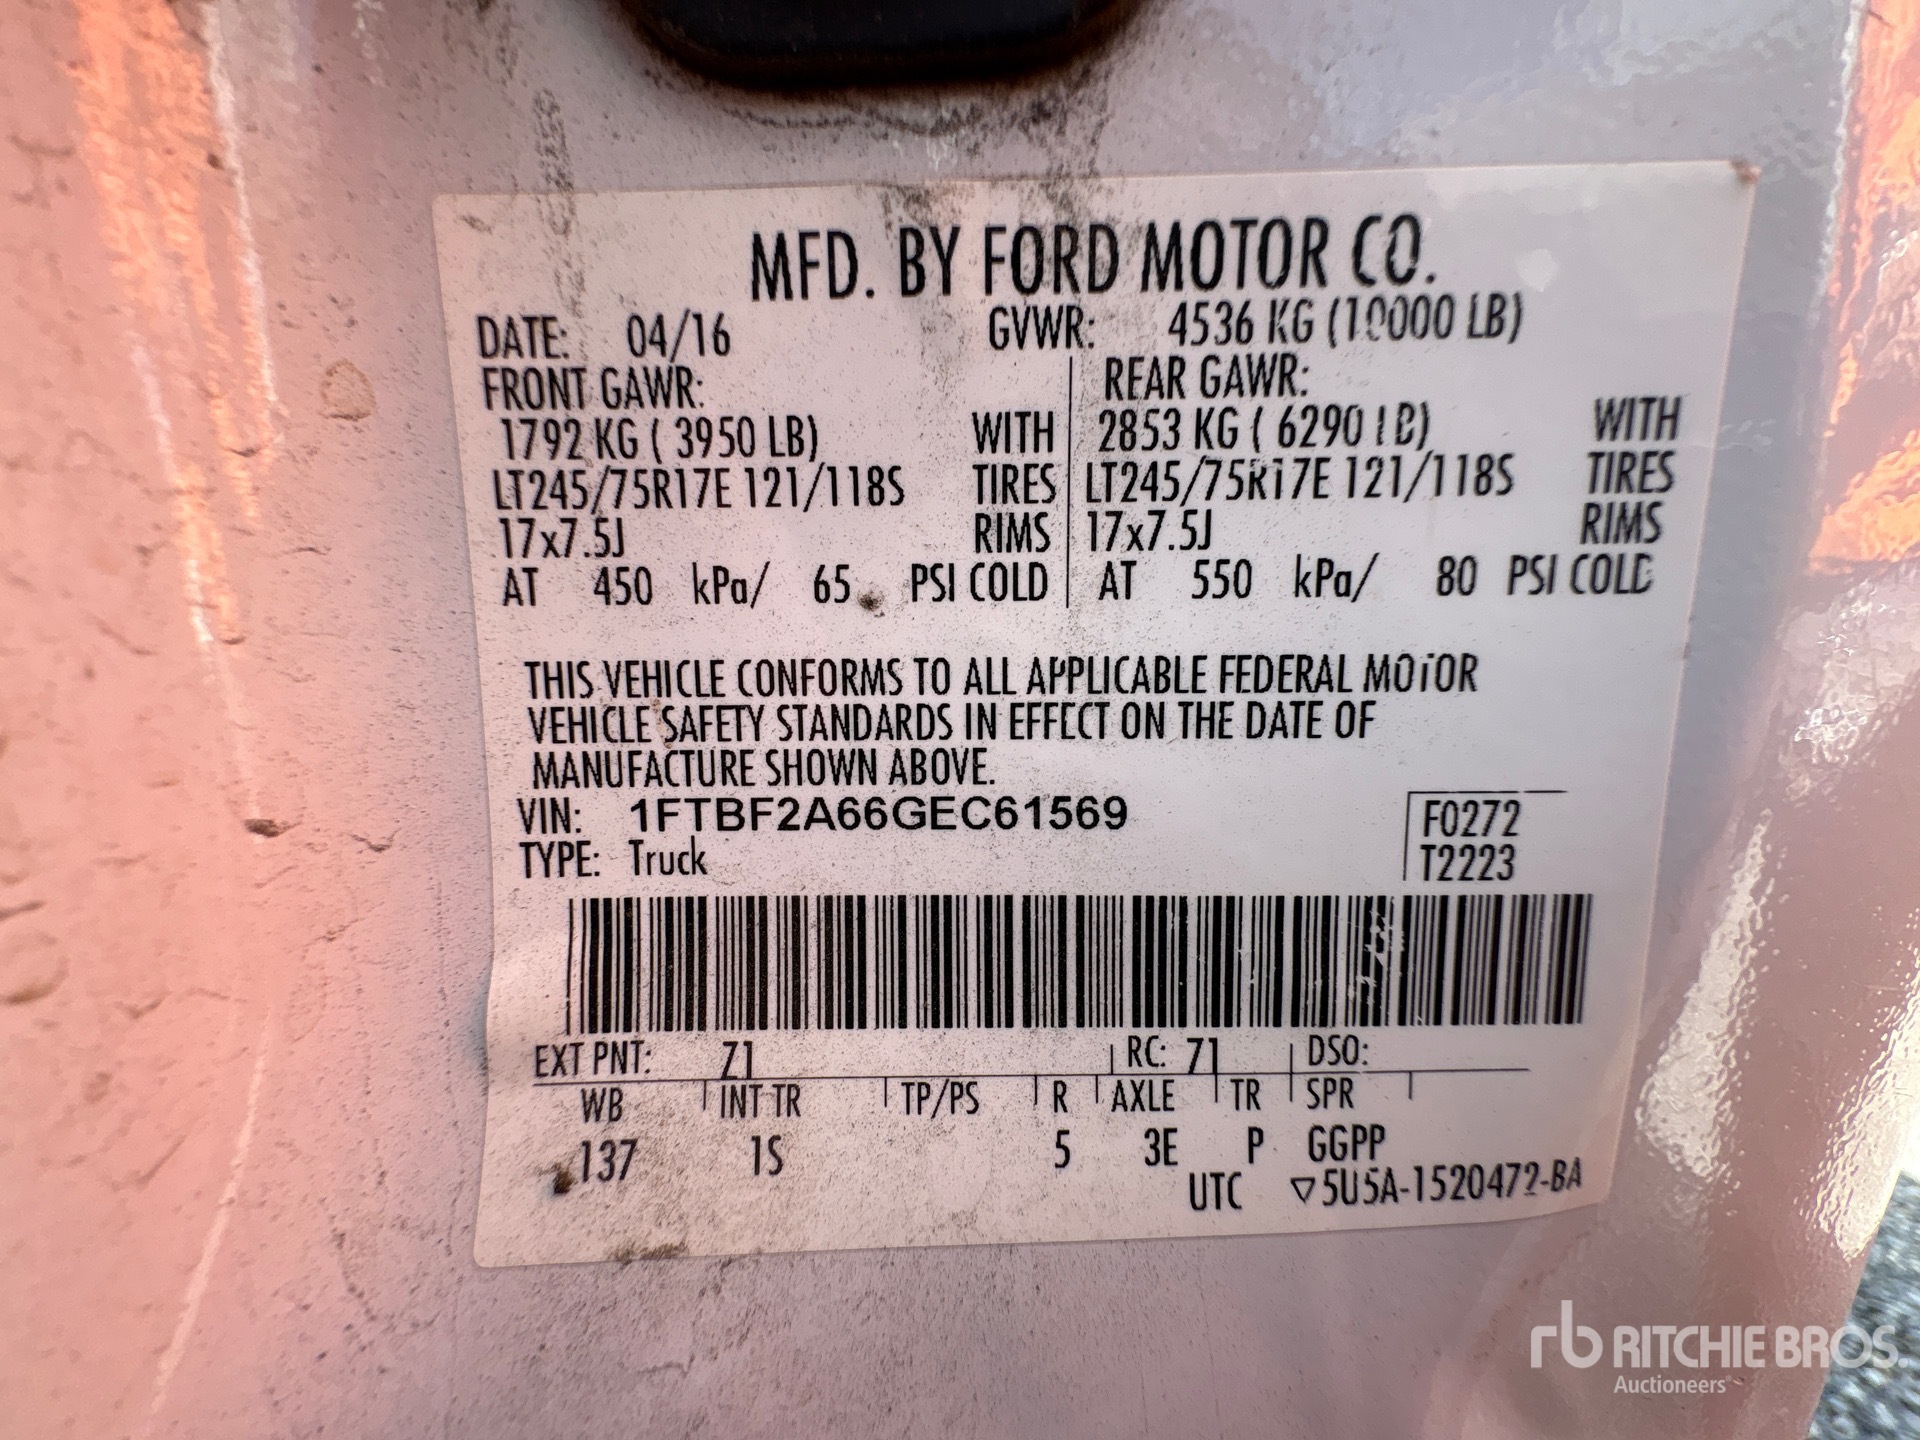 MFD. BY FORD MOTOR CO.
DATE: 04/16 GVWR: 4536 KG (10000 LB)
FRONT GAWR: REAR GAWR:
1792 KG ( 3950 LB) WITH 2853 KG ( 6290 LB) WITH
LT245/75R17E 121/118S TIRES LT245/75R17E 121/118S TIRES
17x7.5J RIMS 17x7.5J RIMS
AT 450 kPa/ 65 PSI COLD AT 550 kPa/ 80 PSI COLD
THIS VEHICLE CONFORMS TO ALL APPLICABLE FEDERAL MOTOR
VEHICLE SAFETY STANDARDS IN EFFECT ON THE DATE OF
MANUFACTURE SHOWN ABOVE.
VIN: 1FTBF2A66GEC61569 F0272
TYPE: Truck T2223
EXT PNT: Z1 RC: 71 DSO:
WB INT TR TP/PS R AXLE TR SPR
137 1S 5 3E P GGPP
UTC ▽5U5A-1520472-BA
rb RITCHIE BROS.
Auctioneers